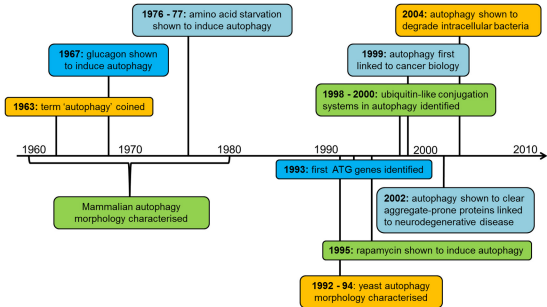 1976 - 77: amino acid starvation
shown to induce autophagy
2004: autophagy shown to
degrade intracellular bacteria
1967: glucagon shown
to induce autophagy
1999: autophagy first
linked to cancer biology
1963: term ‘autophagy’ coined
1998 - 2000: ubiquitin-like conjugation
systems in autophagy identified
1960 1970 1980 1990 2000 2010
1993: first ATG genes identified
Mammalian autophagy
morphology characterised
2002: autophagy shown to clear
aggregate-prone proteins linked
to neurodegenerative disease
1995: rapamycin shown to induce autophagy
1992 - 94: yeast autophagy
morphology characterised